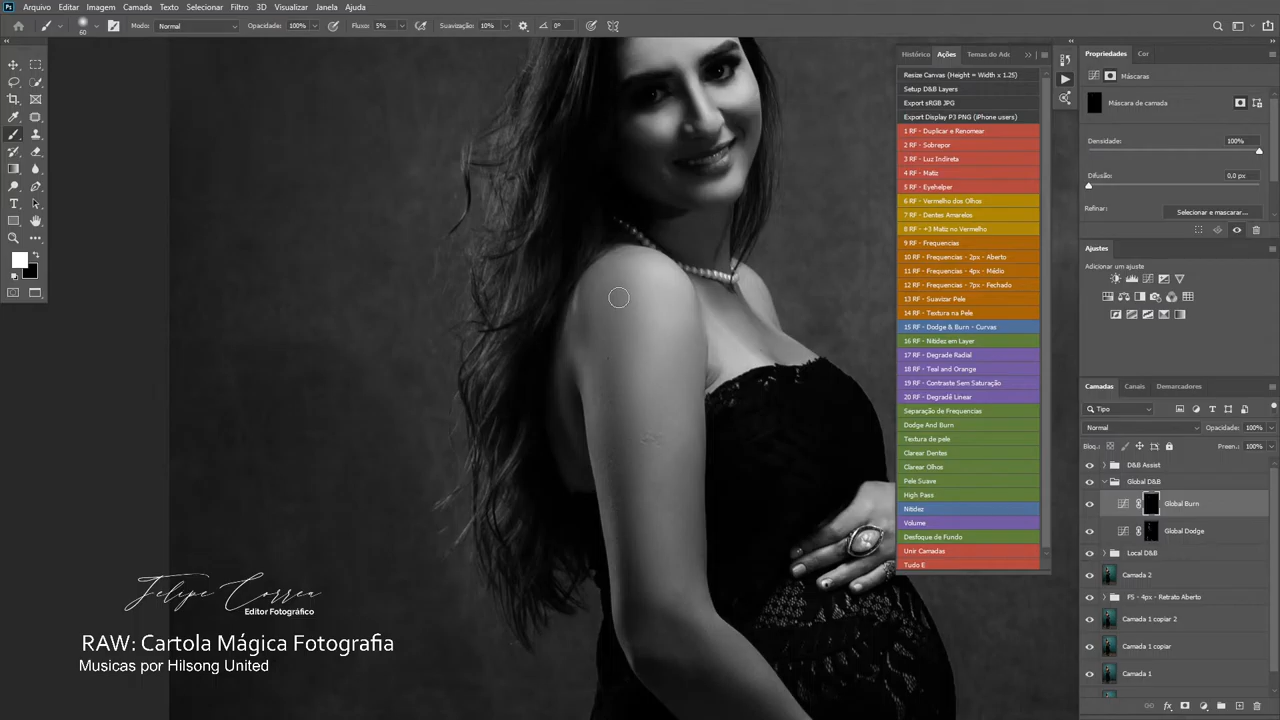 Ps Arquivo Editar Imagem Camada Texto Selecionar Filtro 3D Visualizar Janela Ajuda
60 Modo: Normal Opacidade: 100% Fluxo: 5% Suavização: 10% 0°
Histórico Ações Temas do Ado
Resize Canvas (Height = Width x 1.25)
Setup D&B Layers
Export sRGB JPG
Export Display P3 PNG (iPhone users)
1 RF - Duplicar e Renomear
2 RF - Sobrepor
3 RF - Luz Indireta
4 RF - Matiz
5 RF - Eyehelper
6 RF - Vermelho dos Olhos
7 RF - Dentes Amarelos
8 RF - +3 Matiz no Vermelho
9 RF - Frequencias
10 RF - Frequencias - 2px - Aberto
11 RF - Frequencias - 4px - Médio
12 RF - Frequencias - 7px - Fechado
13 RF - Suavizar Pele
14 RF - Textura na Pele
15 RF - Dodge & Burn - Curvas
16 RF - Nitidez em Layer
17 RF - Degrade Radial
18 RF - Teal and Orange
19 RF - Contraste Sem Saturação
20 RF - Degradê Linear
Separação de Frequencias
Dodge And Burn
Textura de pele
Clarear Dentes
Clarear Olhos
Pele Suave
High Pass
Nitidez
Volume
Desfoque de Fundo
Unir Camadas
Tudo E
Propriedades Cor
Máscaras
Máscara de camada
Densidade: 100%
Difusão: 0,0 px
Refinar: Selecionar e mascarar...
Ajustes
Adicionar um ajuste
Camadas Canais Demarcadores
Tipo
Normal Opacidade: 100%
Bloq.: Preen.: 100%
D&B Assist
Global D&B
Global Burn
Global Dodge
Local D&B
Camada 2
FS - 4px - Retrato Aberto
Camada 1 copiar 2
Camada 1 copiar
Camada 1
fx
Felipe Correa
Editor Fotográfico
RAW: Cartola Mágica Fotografia
Musicas por Hilsong United